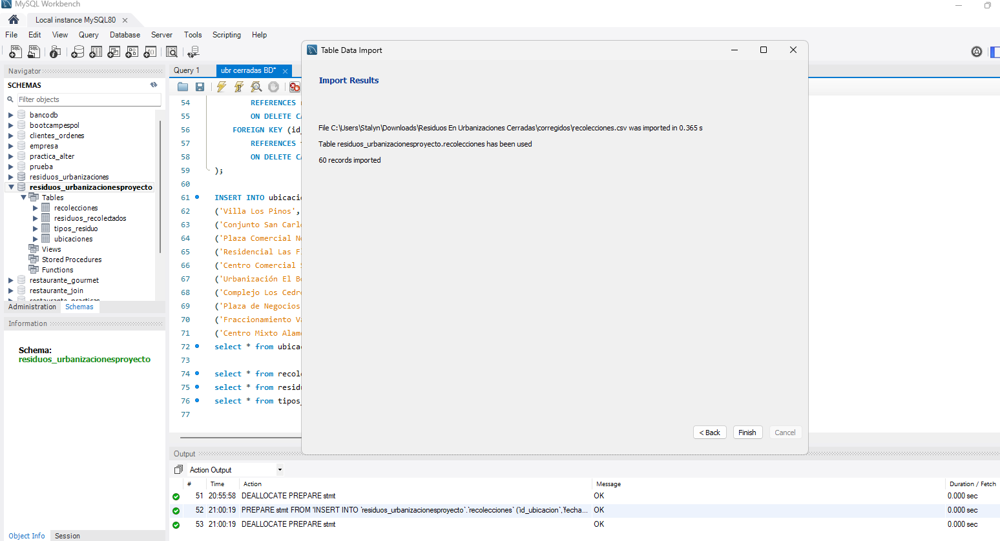 MySQL Workbench
Local instance MySQL80
File Edit View Query Database Server Tools Scripting Help
Navigator
SCHEMAS
Filter objects
bancodb
bootcampespol
clientes_ordenes
empresa
practica_alter
prueba
residuos_urbanizaciones
residuos_urbanizacionesproyecto
Tables
recolecciones
residuos_recolectados
tipos_residuo
ubicaciones
Views
Stored Procedures
Functions
restaurante_gourmet
restaurante_join
restaurante_practicas
Administration Schemas
Information
Schema:
residuos_urbanizacionesproyecto
Object Info Session
Query 1 ubr cerradas BD*
54 REFERENCES
55 ON DELETE CA
56 FOREIGN KEY (id_
57 REFERENCES
58 ON DELETE CA
59 );
60
61 INSERT INTO ubicaci
62 ('Villa Los Pinos',
63 ('Conjunto San Carl
64 ('Plaza Comercial N
65 ('Residencial Las F
66 ('Centro Comercial S
67 ('Urbanización El B
68 ('Complejo Los Cedr
69 ('Plaza de Negocios
70 ('Fraccionamiento Va
71 ('Centro Mixto Alam
72 select * from ubica
73
74 select * from recol
75 select * from resid
76 select * from tipos_
77
Table Data Import
Import Results
File C:\Users\Stalyn\Downloads\Residuos En Urbanizaciones Cerradas\corregidos\recolecciones.csv was imported in 0.365 s
Table residuos_urbanizacionesproyecto.recolecciones has been used
60 records imported
< Back Finish Cancel
Output
Action Output
# Time Action Message Duration / Fetch
51 20:55:58 DEALLOCATE PREPARE stmt OK 0.000 sec
52 21:00:19 PREPARE stmt FROM 'INSERT INTO `residuos_urbanizacionesproyecto`.`recolecciones` (`id_ubicacion`,`fecha... OK 0.000 sec
53 21:00:19 DEALLOCATE PREPARE stmt OK 0.000 sec